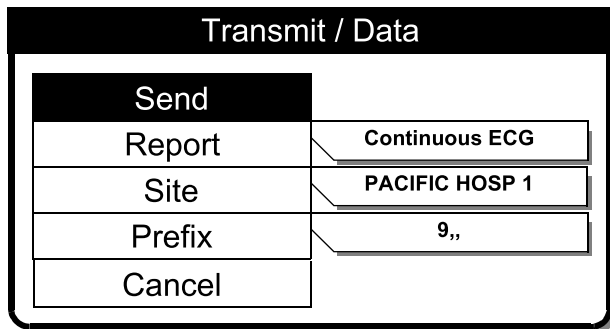 Transmit / Data
Send
Report Continuous ECG
Site PACIFIC HOSP 1
Prefix 9,,
Cancel